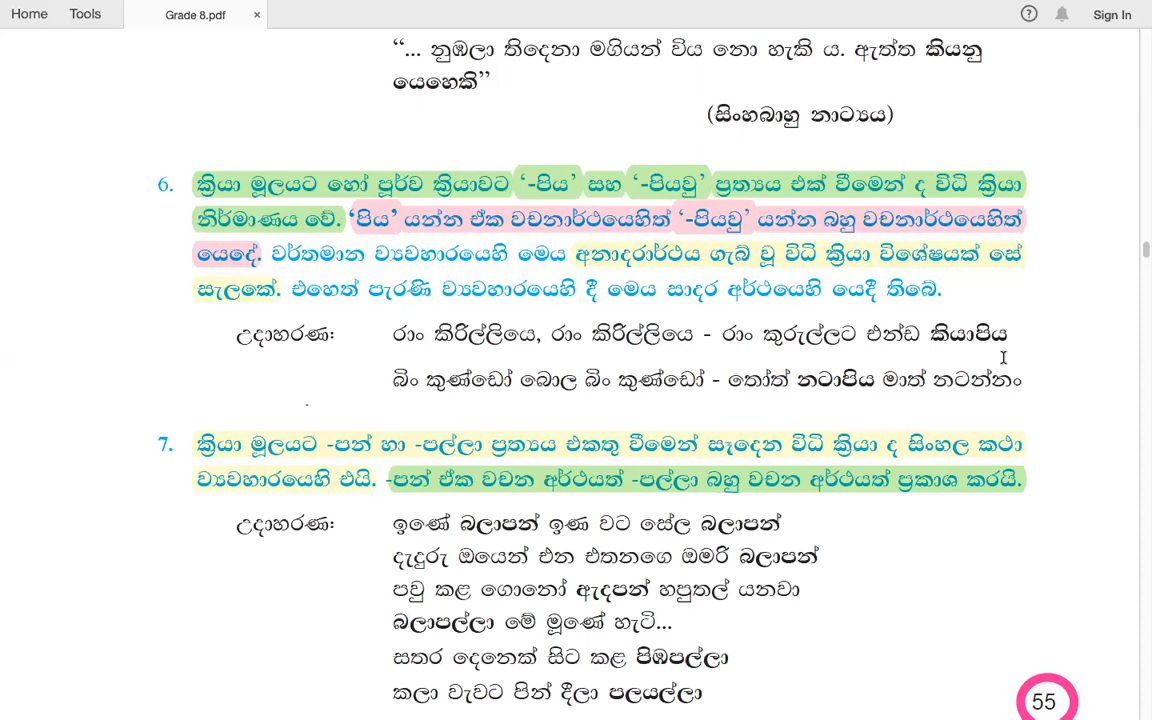 Home Tools Grade 8.pdf × Sign In
“... නුඹලා තිදෙනා මගියන් විය නො හැකි ය. ඇත්ත කියනු
යෙහෙකි”
(සිංහබාහු නාට්‍යය)
6. ක්‍රියා මූලයට හෝ පූර්ව ක්‍රියාවට ‘-පිය’ සහ ‘-පියවු’ ප්‍රත්‍යය එක් වීමෙන් ද විධි ක්‍රියා
නිර්මාණය වේ. ‘පිය’ යන්න ඒක වචනාර්ථයෙහිත් ‘-පියවු’ යන්න බහු වචනාර්ථයෙහිත්
යෙදේ. වර්තමාන ව්‍යවහාරයෙහි මෙය අනාදරාර්ථය ගැබ් වූ විධි ක්‍රියා විශේෂයක් සේ
සැලකේ. එහෙත් පැරණි ව්‍යවහාරයෙහි දී මෙය සාදර අර්ථයෙහි යෙදී තිබේ.
උදාහරණ: රාං කිරිල්ලියෙ, රාං කිරිල්ලියෙ - රාං කුරුල්ලට එන්ඩ කියාපිය
බිං කුණ්ඩෝ බොල බිං කුණ්ඩෝ - තෝත් නටාපිය මාත් නටන්නං
7. ක්‍රියා මූලයට -පන් හා -පල්ලා ප්‍රත්‍යය එකතු වීමෙන් සෑදෙන විධි ක්‍රියා ද සිංහල කථා
ව්‍යවහාරයෙහි එයි. -පන් ඒක වචන අර්ථයත් -පල්ලා බහු වචන අර්ථයත් ප්‍රකාශ කරයි.
උදාහරණ: ඉණේ බලාපන් ඉණ වට සේල බලාපන්
දැදුරු ඔයෙන් එන එතනගෙ ඔමරි බලාපන්
පවු කළ ගොනෝ ඇදපන් හපුතල් යනවා
බලාපල්ලා මේ මූණේ හැටි...
සතර දෙනෙක් සිට කළ පිඹපල්ලා
කලා වැවට පින් දීලා පලයල්ලා
55